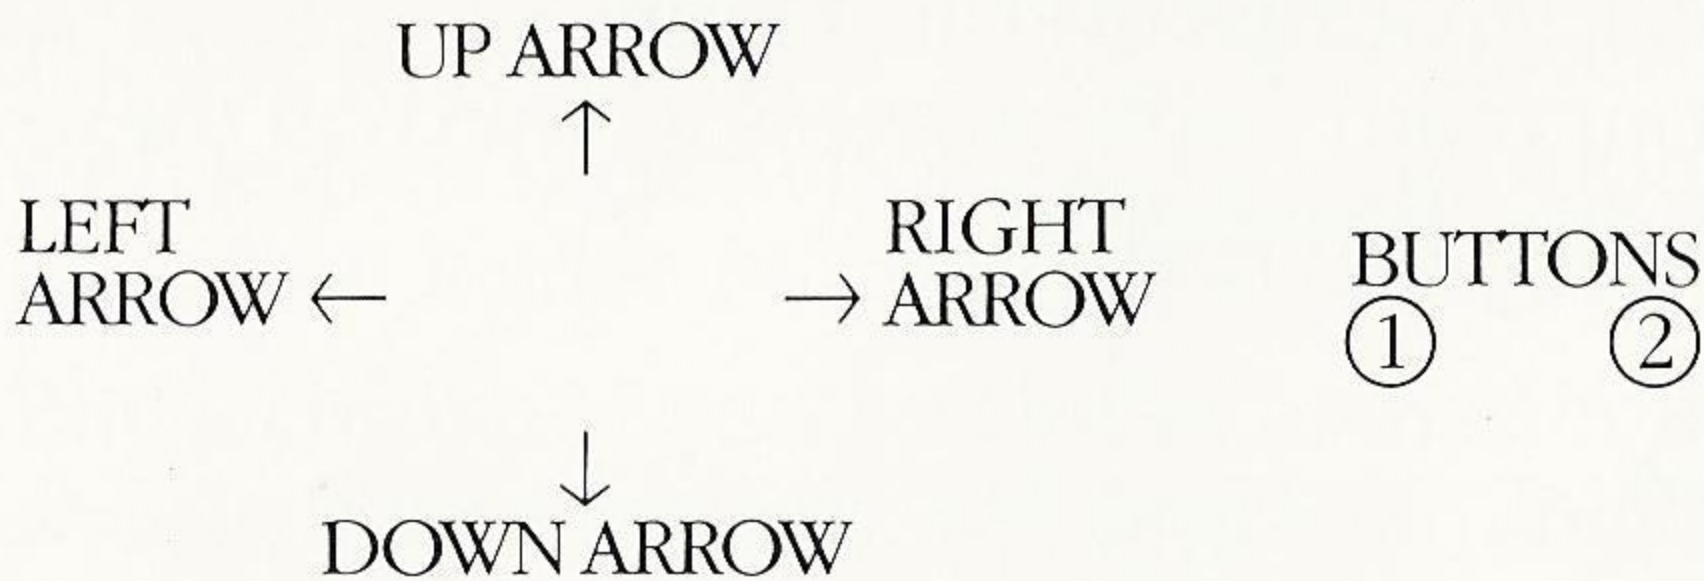 UP ARROW
↑
LEFT
ARROW ←
→ RIGHT
ARROW
BUTTONS
① ②
↓
DOWN ARROW